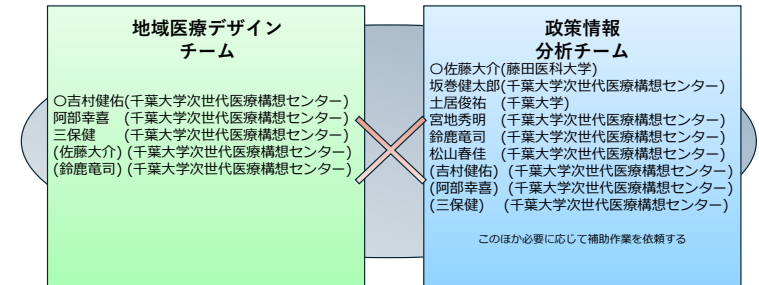 地域医療デザイン
チーム
〇吉村健佑(千葉大学次世代医療構想センター)
阿部幸喜　(千葉大学次世代医療構想センター)
三保健　(千葉大学次世代医療構想センター)
(佐藤大介) (千葉大学次世代医療構想センター)
(鈴鹿竜司) (千葉大学次世代医療構想センター)
政策情報
分析チーム
〇佐藤大介(藤田医科大学)
坂巻健太郎(千葉大学次世代医療構想センター)
土居俊祐　(千葉大学)
宮地秀明　(千葉大学次世代医療構想センター)
鈴鹿竜司　(千葉大学次世代医療構想センター)
松山春佳　(千葉大学次世代医療構想センター)
(吉村健佑)　(千葉大学次世代医療構想センター)
(阿部幸喜)　(千葉大学次世代医療構想センター)
(三保健)　(千葉大学次世代医療構想センター)
このほか必要に応じて補助作業を依頼する